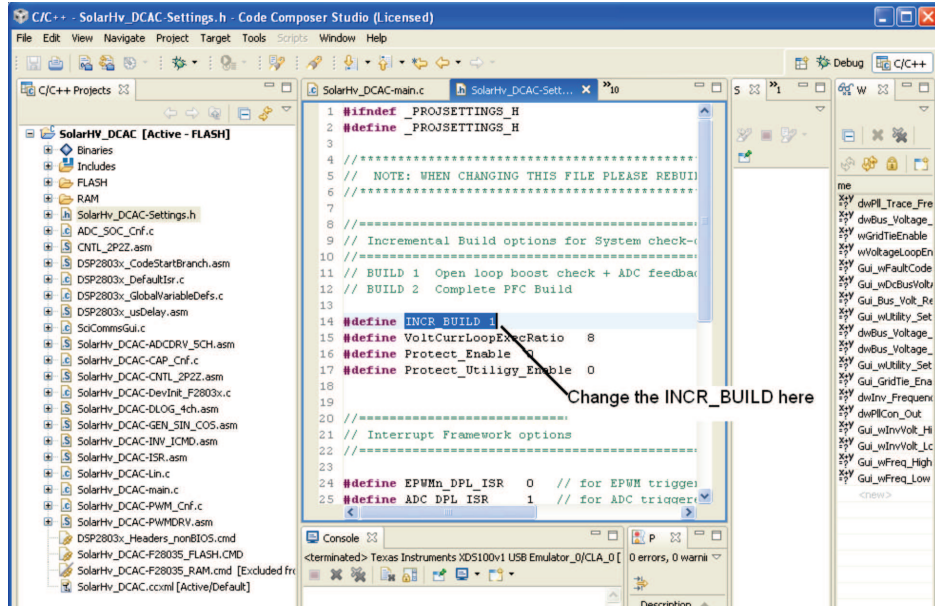 C/C++ - SolarHv_DCAC-Settings.h - Code Composer Studio (Licensed)
File Edit View Navigate Project Target Tools Scripts Window Help
Debug C/C++
C/C++ Projects
SolarHV_DCAC [Active - FLASH]
Binaries
Includes
FLASH
RAM
SolarHv_DCAC-Settings.h
ADC_SOC_Cnf.c
CNTL_2P2Z.asm
DSP2803x_CodeStartBranch.asm
DSP2803x_DefaultIsr.c
DSP2803x_GlobalVariableDefs.c
DSP2803x_usDelay.asm
SciCommsGui.c
SolarHv_DCAC-ADCDRV_5CH.asm
SolarHv_DCAC-CAP_Cnf.c
SolarHv_DCAC-CNTL_2P2Z.asm
SolarHv_DCAC-DevInit_F2803x.c
SolarHv_DCAC-DLOG_4ch.asm
SolarHv_DCAC-GEN_SIN_COS.asm
SolarHv_DCAC-INV_ICMD.asm
SolarHv_DCAC-ISR.asm
SolarHv_DCAC-Lin.c
SolarHv_DCAC-main.c
SolarHv_DCAC-PWM_Cnf.c
SolarHv_DCAC-PWMDRV.asm
DSP2803x_Headers_nonBIOS.cmd
SolarHv_DCAC-F28035_FLASH.CMD
SolarHv_DCAC-F28035_RAM.cmd [Excluded fro
SolarHv_DCAC.ccxml [Active/Default]
SolarHv_DCAC-main.c
SolarHv_DCAC-Sett...
10
1 #ifndef _PROJSETTINGS_H
2 #define _PROJSETTINGS_H
3
4 //*********************************************
5 // NOTE: WHEN CHANGING THIS FILE PLEASE REBUIL
6 //*********************************************
7
8 //=============================================
9 // Incremental Build options for System check-o
10 //=============================================
11 // BUILD 1 Open loop boost check + ADC feedbac
12 // BUILD 2 Complete PFC Build
13
14 #define INCR_BUILD 1
15 #define VoltCurrLoopExecRatio 8
16 #define Protect_Enable 0
17 #define Protect_Utiligy_Enable 0
18
19
20 //===========================
21 // Interrupt Framework options
22 //=============================================
23
24 #define EPWMn_DPL_ISR 0 // for EPWM trigger
25 #define ADC_DPL_ISR 1 // for ADC triggere
Change the INCR_BUILD here
Console
<terminated> Texas Instruments XDS100v1 USB Emulator_0/CLA_0 [
P
0 errors, 0 warni
Description
S
1
W
me
dwPll_Trace_Fre
dwBus_Voltage_
wGridTieEnable
wVoltageLoopEn
Gui_wFaultCode
Gui_wDcBusVolta
Gui_Bus_Volt_Re
Gui_wUtility_Set
dwBus_Voltage_
dwBus_Voltage_
Gui_wUtility_Set
Gui_GridTie_Ena
dwInv_Frequenc
dwPllCon_Out
Gui_wInvVolt_Hi
Gui_wInvVolt_Lc
Gui_wFreq_High
Gui_wFreq_Low
<new>